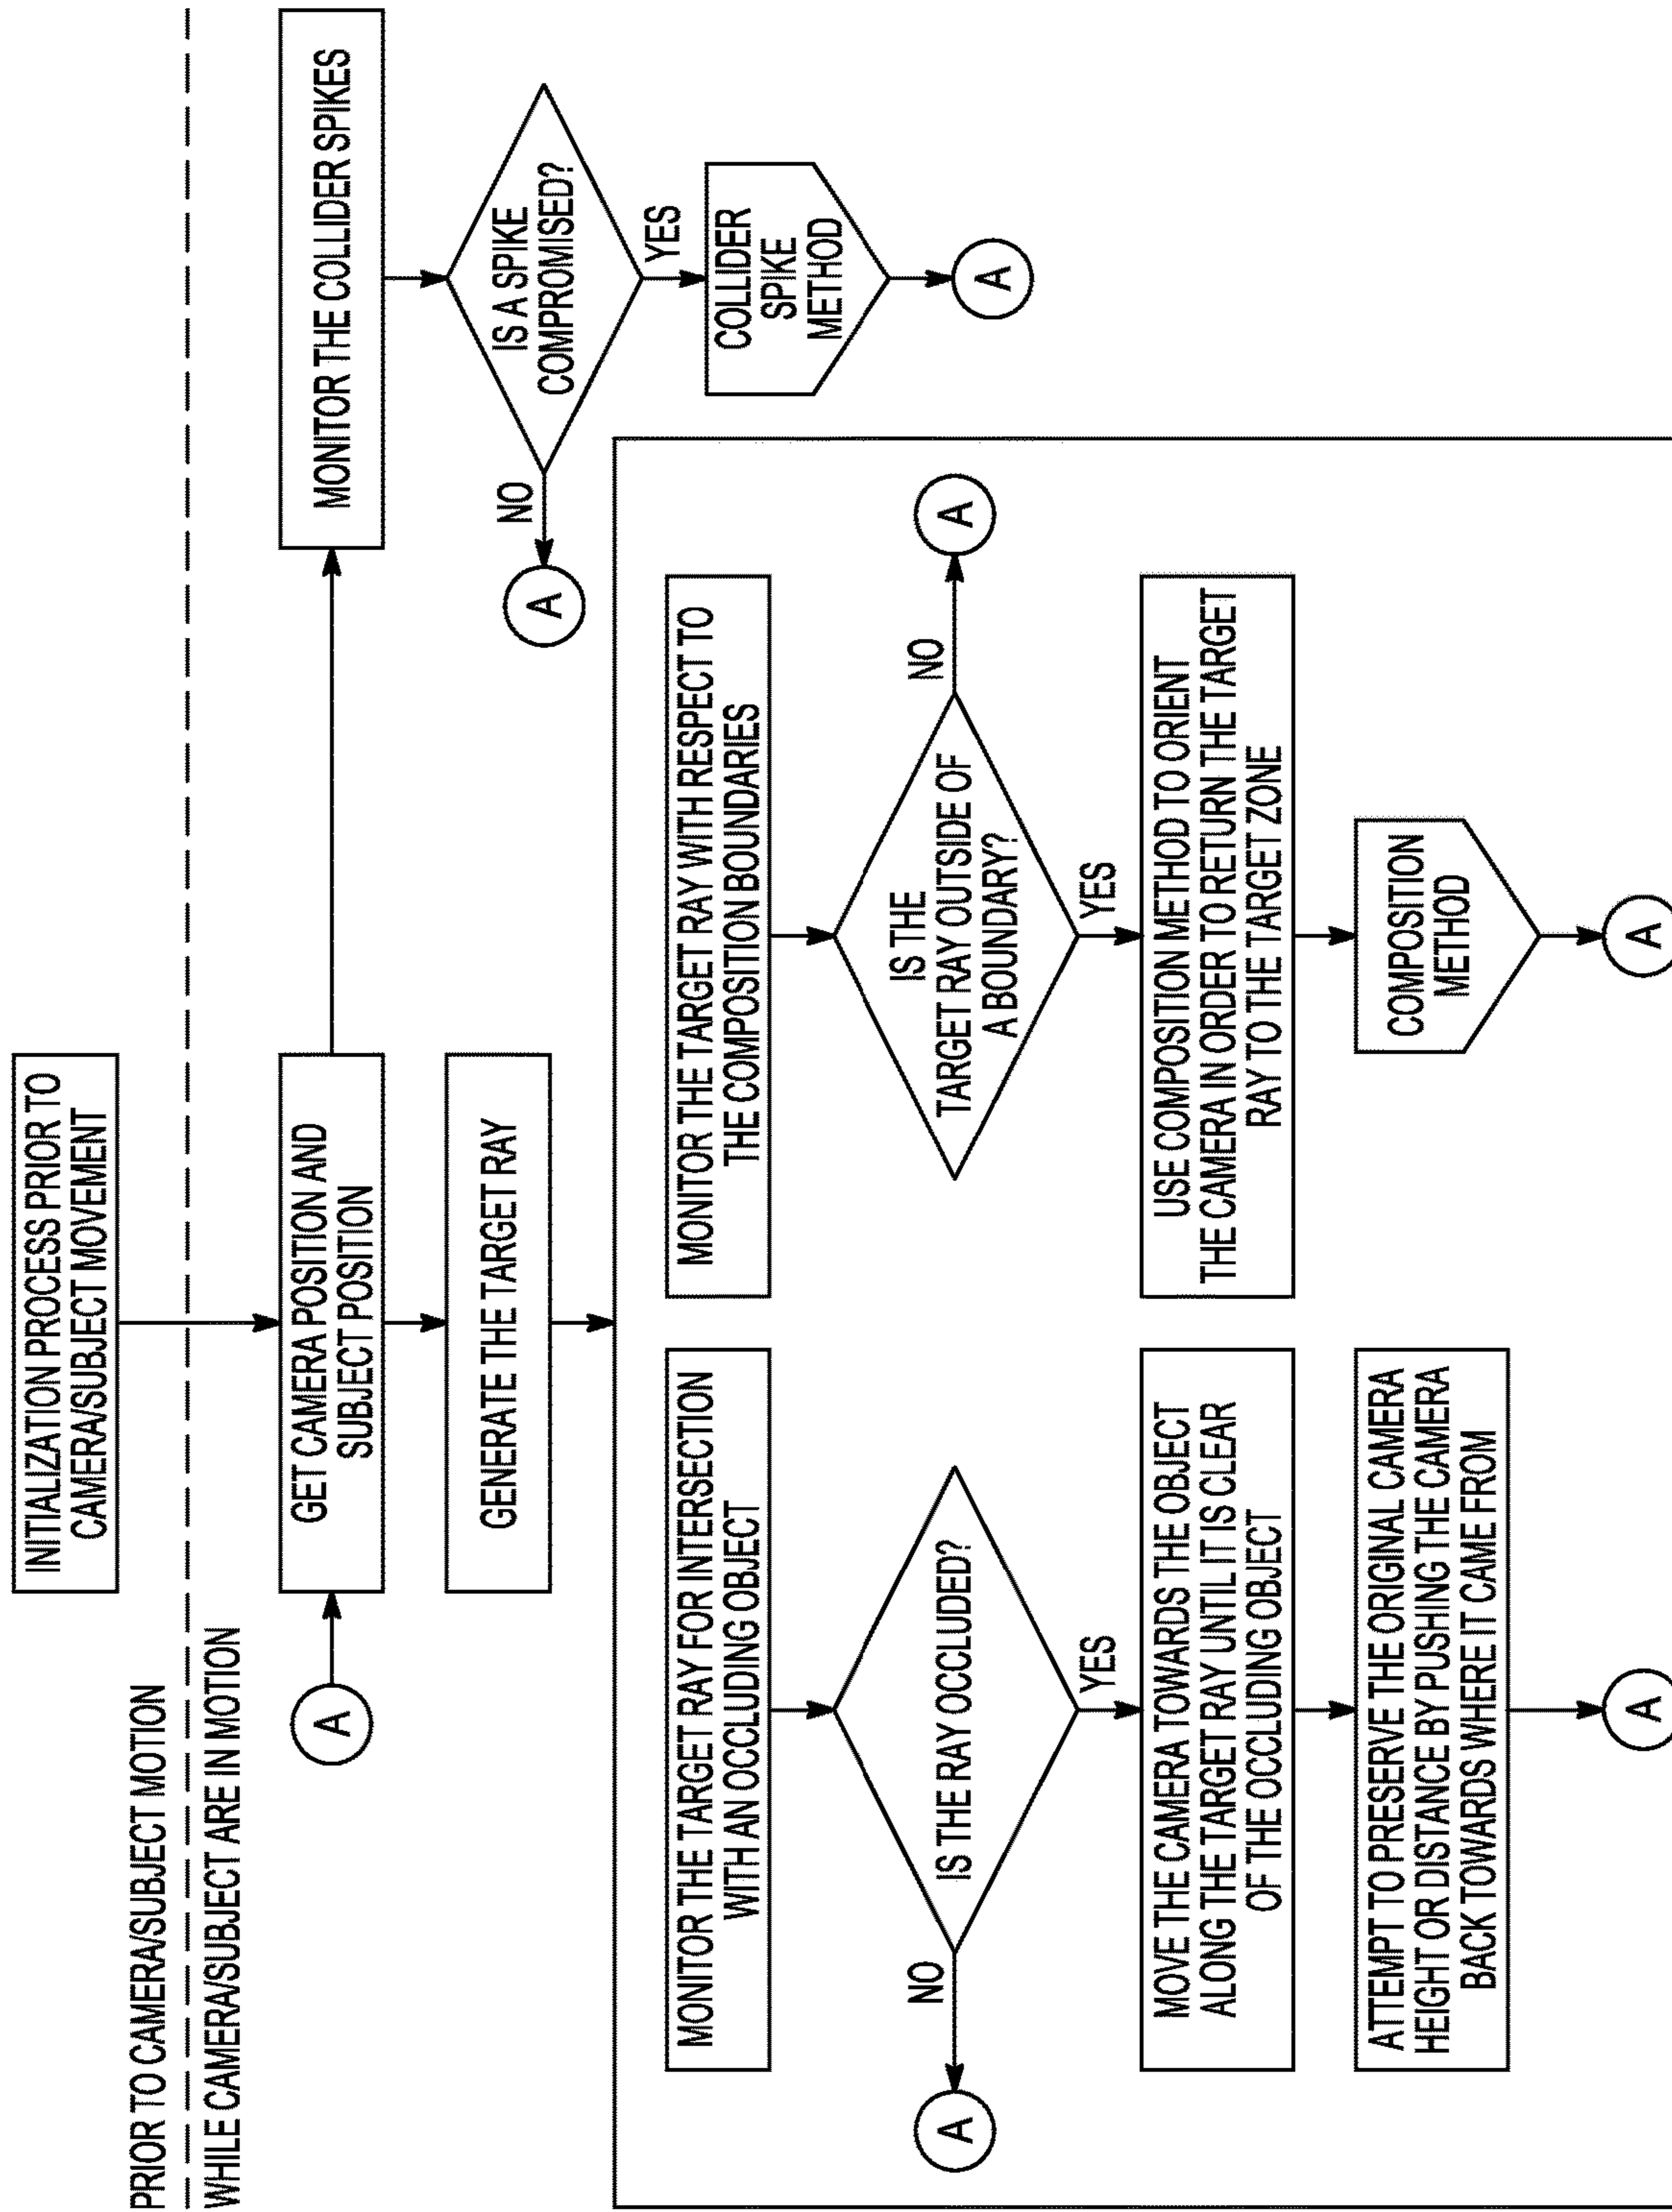 INITIALIZATION PROCESS PRIOR TO
CAMERA/SUBJECT MOVEMENT
PRIOR TO CAMERA/SUBJECT MOTION
WHILE CAMERA/SUBJECT ARE IN MOTION
A
GET CAMERA POSITION AND
SUBJECT POSITION
MONITOR THE COLLIDER SPIKES
GENERATE THE TARGET RAY
IS A SPIKE
COMPROMISED?
NO
A
YES
COLLIDER
SPIKE
METHOD
A
MONITOR THE TARGET RAY FOR INTERSECTION
WITH AN OCCLUDING OBJECT
IS THE RAY OCCLUDED?
NO
A
YES
MOVE THE CAMERA TOWARDS THE OBJECT
ALONG THE TARGET RAY UNTIL IT IS CLEAR
OF THE OCCLUDING OBJECT
ATTEMPT TO PRESERVE THE ORIGINAL CAMERA
HEIGHT OR DISTANCE BY PUSHING THE CAMERA
BACK TOWARDS WHERE IT CAME FROM
A
MONITOR THE TARGET RAY WITH RESPECT TO
THE COMPOSITION BOUNDARIES
IS THE
TARGET RAY OUTSIDE OF
A BOUNDARY?
NO
A
YES
USE COMPOSITION METHOD TO ORIENT
THE CAMERA IN ORDER TO RETURN THE TARGET
RAY TO THE TARGET ZONE
COMPOSITION
METHOD
A